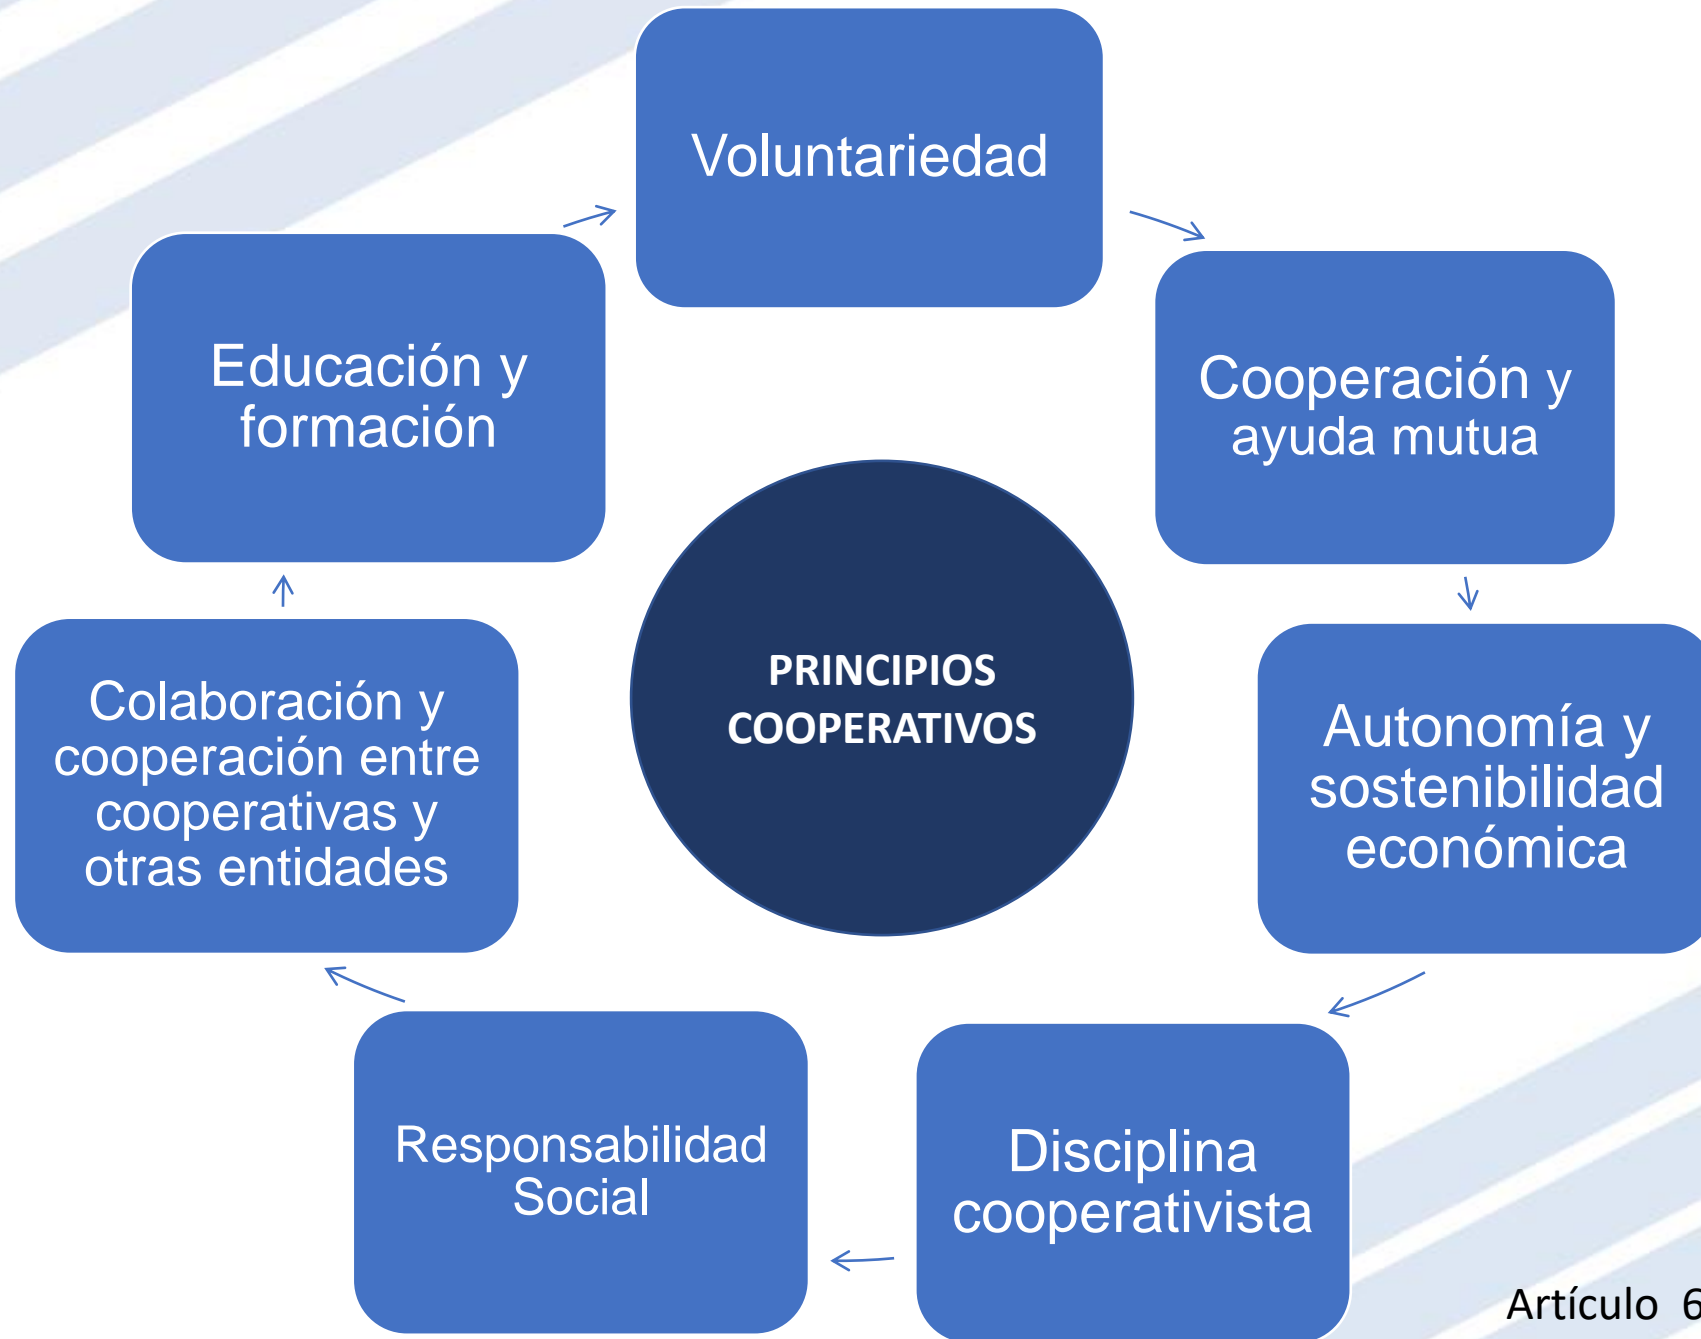 Voluntariedad
Cooperación y
ayuda mutua
Autonomía y
sostenibilidad
económica
Disciplina
cooperativista
Responsabilidad
Social
Colaboración y
cooperación entre
cooperativas y
otras entidades
Educación y
formación
PRINCIPIOS
COOPERATIVOS
Artículo  6